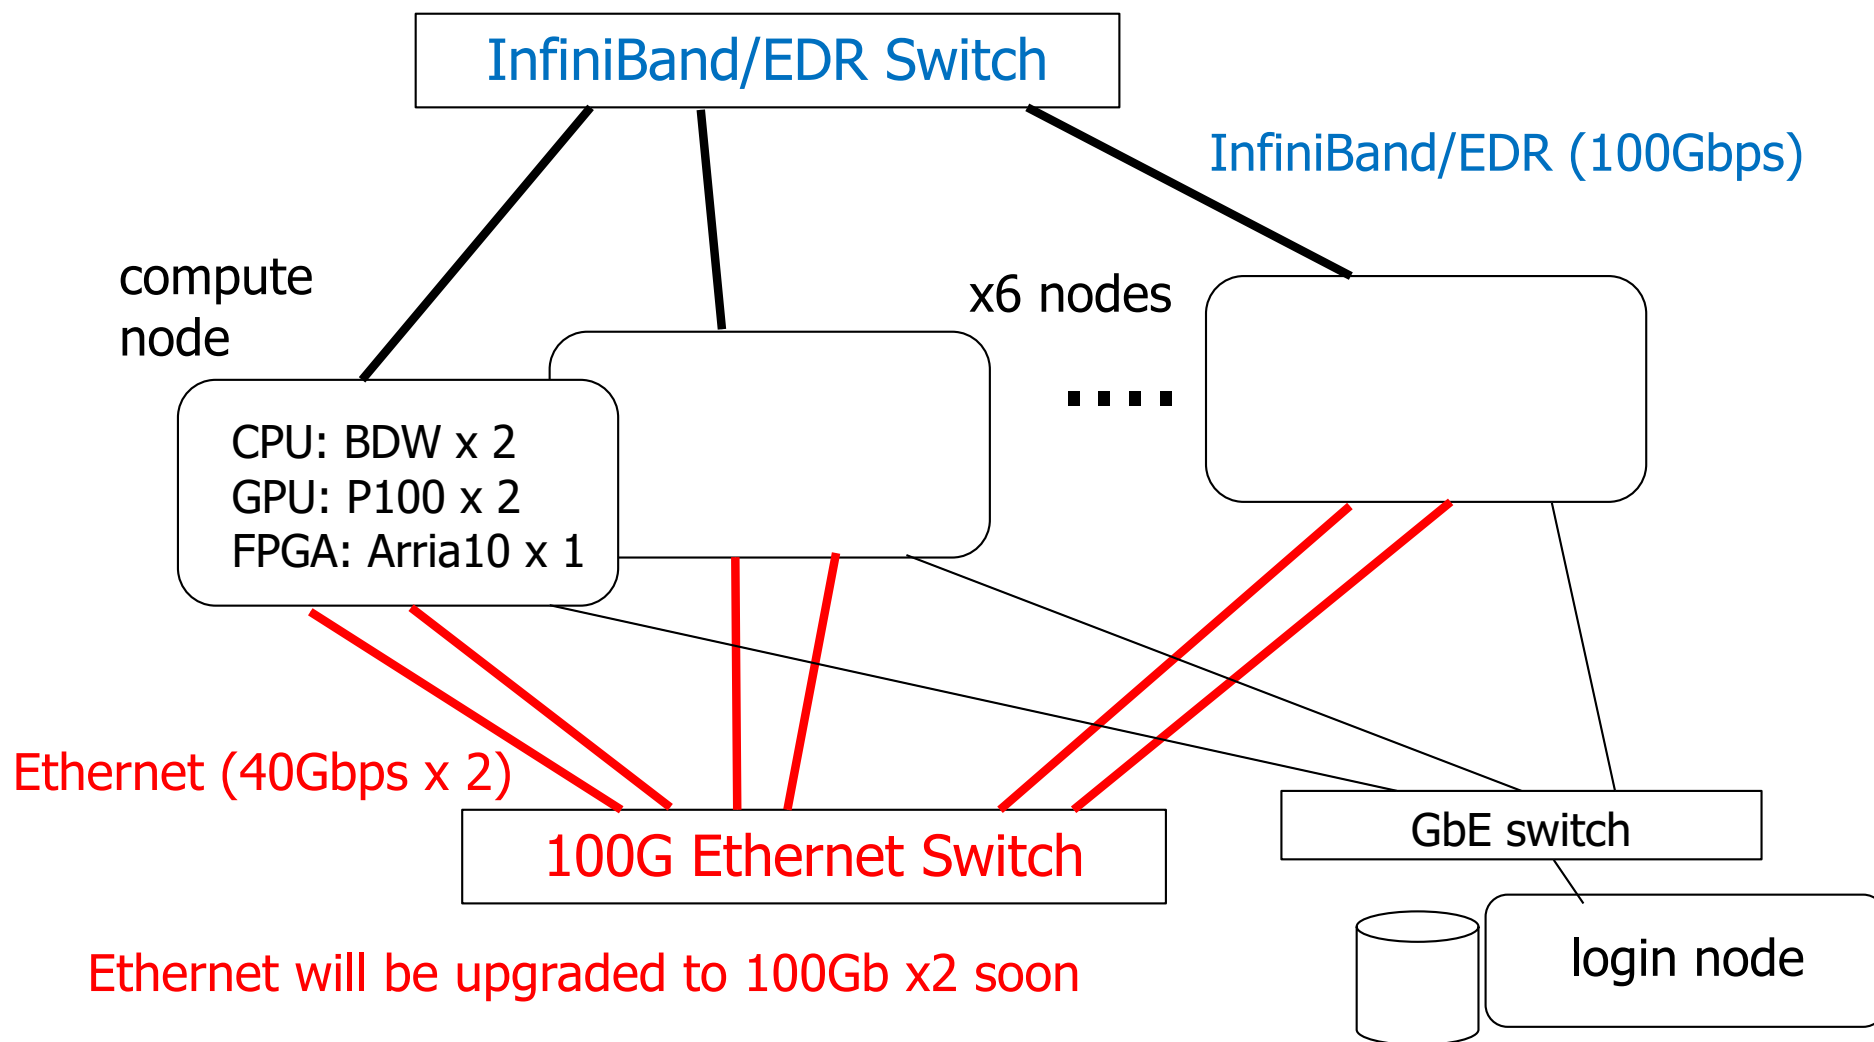 InfiniBand/EDR Switch
InfiniBand/EDR (100Gbps)
compute
node
x6 nodes
CPU: BDW x 2
GPU: P100 x 2
FPGA: Arria10 x 1
Ethernet (40Gbps x 2)
100G Ethernet Switch
GbE switch
Ethernet will be upgraded to 100Gb x2 soon
login node